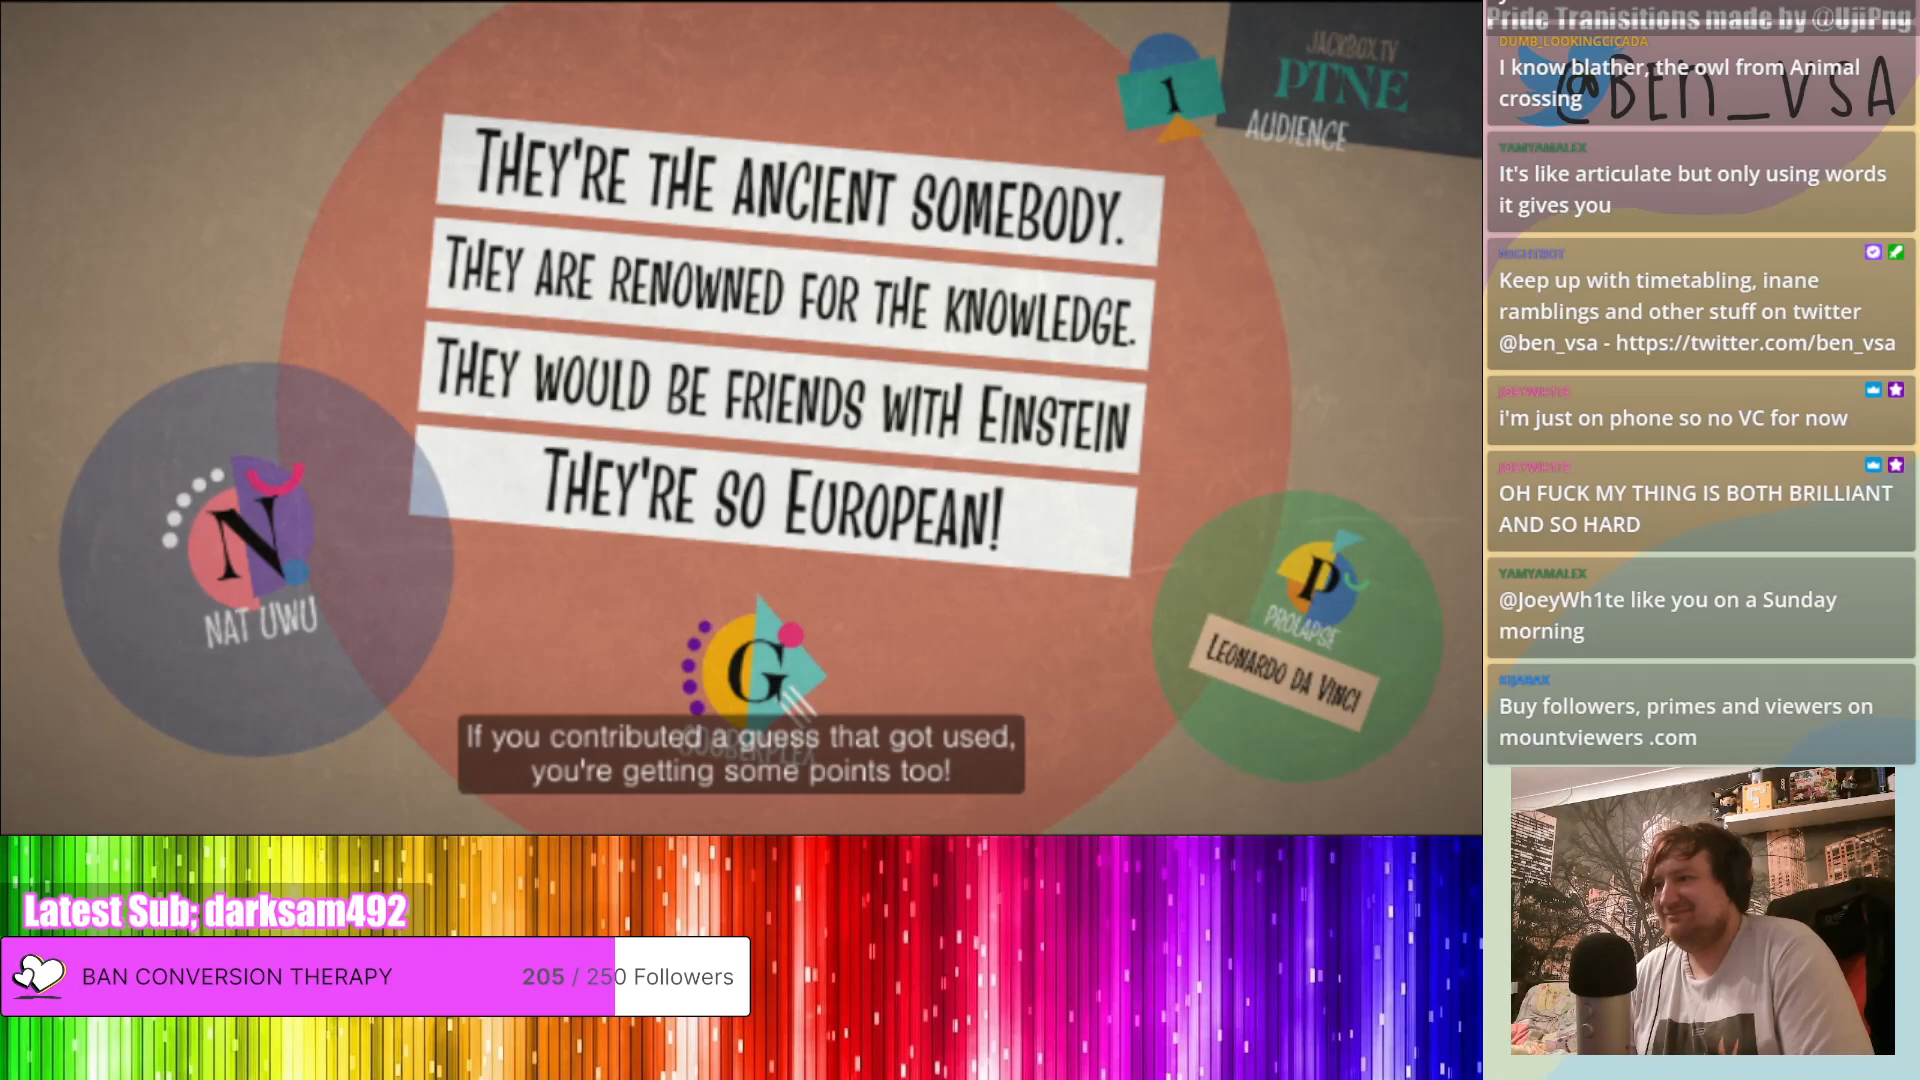 THEY'RE THE ANCIENT SOMEBODY.
THEY ARE RENOWNED FOR THE KNOWLEDGE.
THEY WOULD BE FRIENDS WITH EINSTEIN
THEY'RE SO EUROPEAN!
1
JACKBOX.TV
PTNE
AUDIENCE
N
NAT UWU
G
P
PROLAPSE
LEONARDO DA VINCI
If you contributed a guess that got used,
you're getting some points too!
Latest Sub; darksam492
BAN CONVERSION THERAPY
205 / 250 Followers
Pride Tranisitions made by @UjiPng
@BEN_VSA
DUMB_LOOKINGCICADA
I know blather, the owl from Animal
crossing
YAMYAMALEX
It's like articulate but only using words
it gives you
NIGHTBOT
Keep up with timetabling, inane
ramblings and other stuff on twitter
@ben_vsa - https://twitter.com/ben_vsa
JOEYWH1TE
i'm just on phone so no VC for now
JOEYWH1TE
OH FUCK MY THING IS BOTH BRILLIANT
AND SO HARD
YAMYAMALEX
@JoeyWh1te like you on a Sunday
morning
Buy followers, primes and viewers on
mountviewers .com